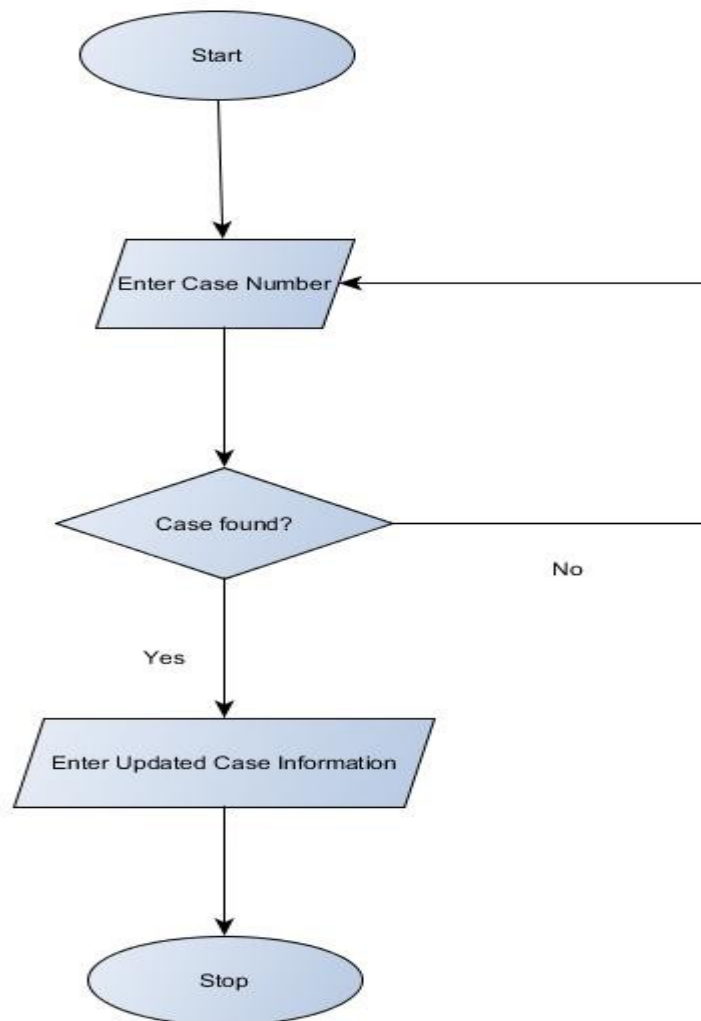 Start
Enter Case Number
Case found?
No
Yes
Enter Updated Case Information
Stop